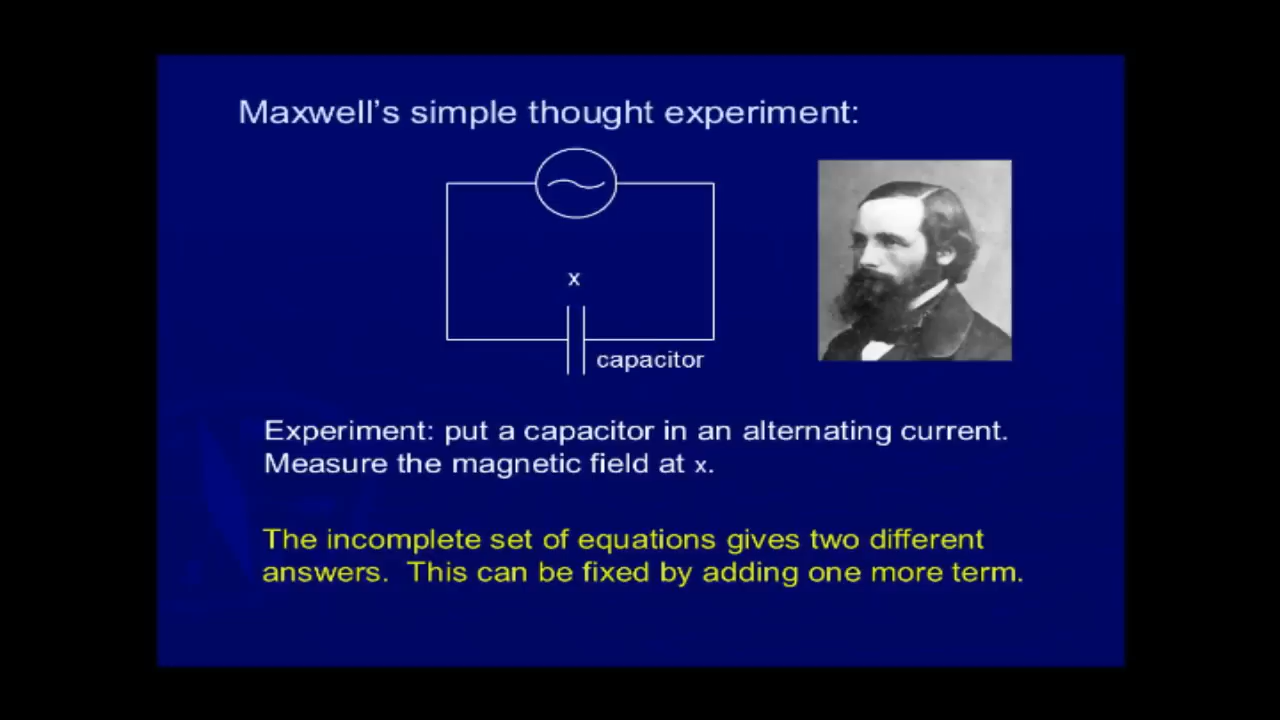 Maxwell's simple thought experiment:
x
capacitor
Experiment: put a capacitor in an alternating current.
Measure the magnetic field at x.
The incomplete set of equations gives two different
answers. This can be fixed by adding one more term.